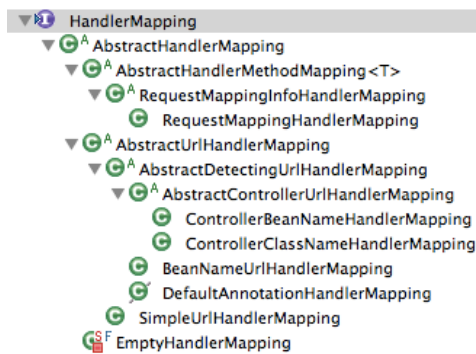 HandlerMapping
AbstractHandlerMapping
AbstractHandlerMethodMapping<T>
RequestMappingInfoHandlerMapping
RequestMappingHandlerMapping
AbstractUrlHandlerMapping
AbstractDetectingUrlHandlerMapping
AbstractControllerUrlHandlerMapping
ControllerBeanNameHandlerMapping
ControllerClassNameHandlerMapping
BeanNameUrlHandlerMapping
DefaultAnnotationHandlerMapping
SimpleUrlHandlerMapping
EmptyHandlerMapping